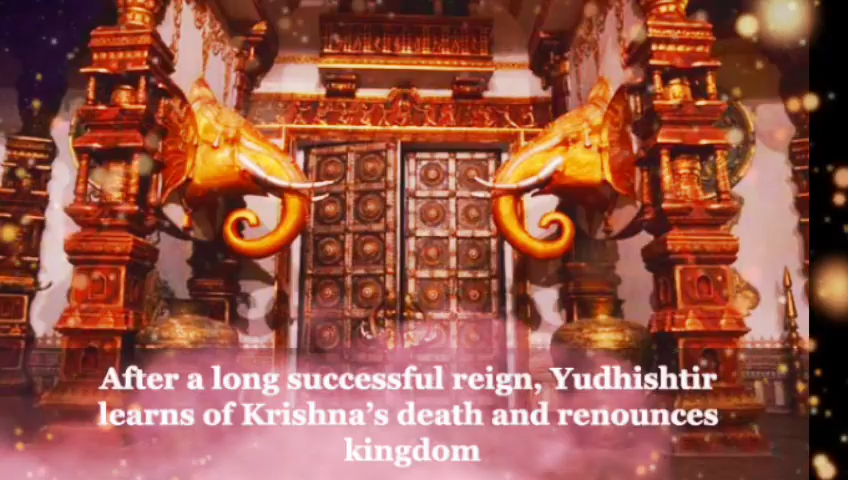 After a long successful reign, Yudhishtir
learns of Krishna’s death and renounces
kingdom